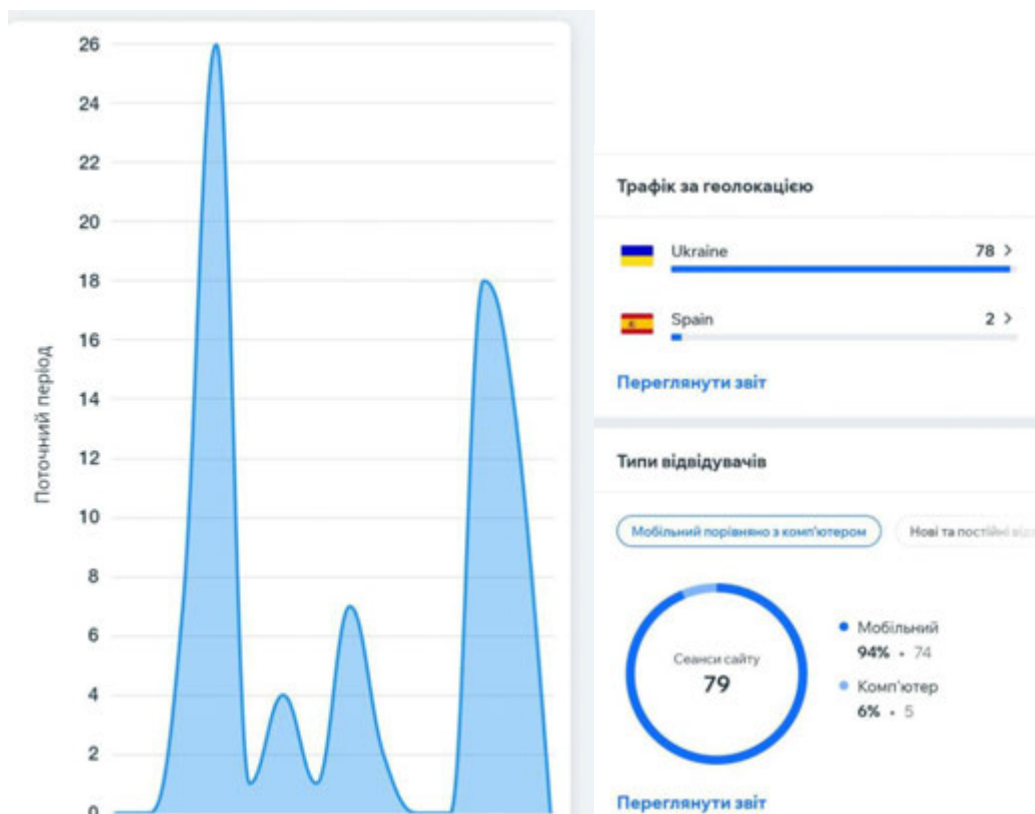 26
24
22
20
18
16
14
12
10
8
6
4
2
0
Поточний період
Трафік за геолокацією
Ukraine 78 >
Spain 2 >
Переглянути звіт
Типи відвідувачів
Мобільний порівняно з комп'ютером Нові та постійні
Сеанси сайту
79
Мобільний
94% • 74
Комп'ютер
6% • 5
Переглянути звіт